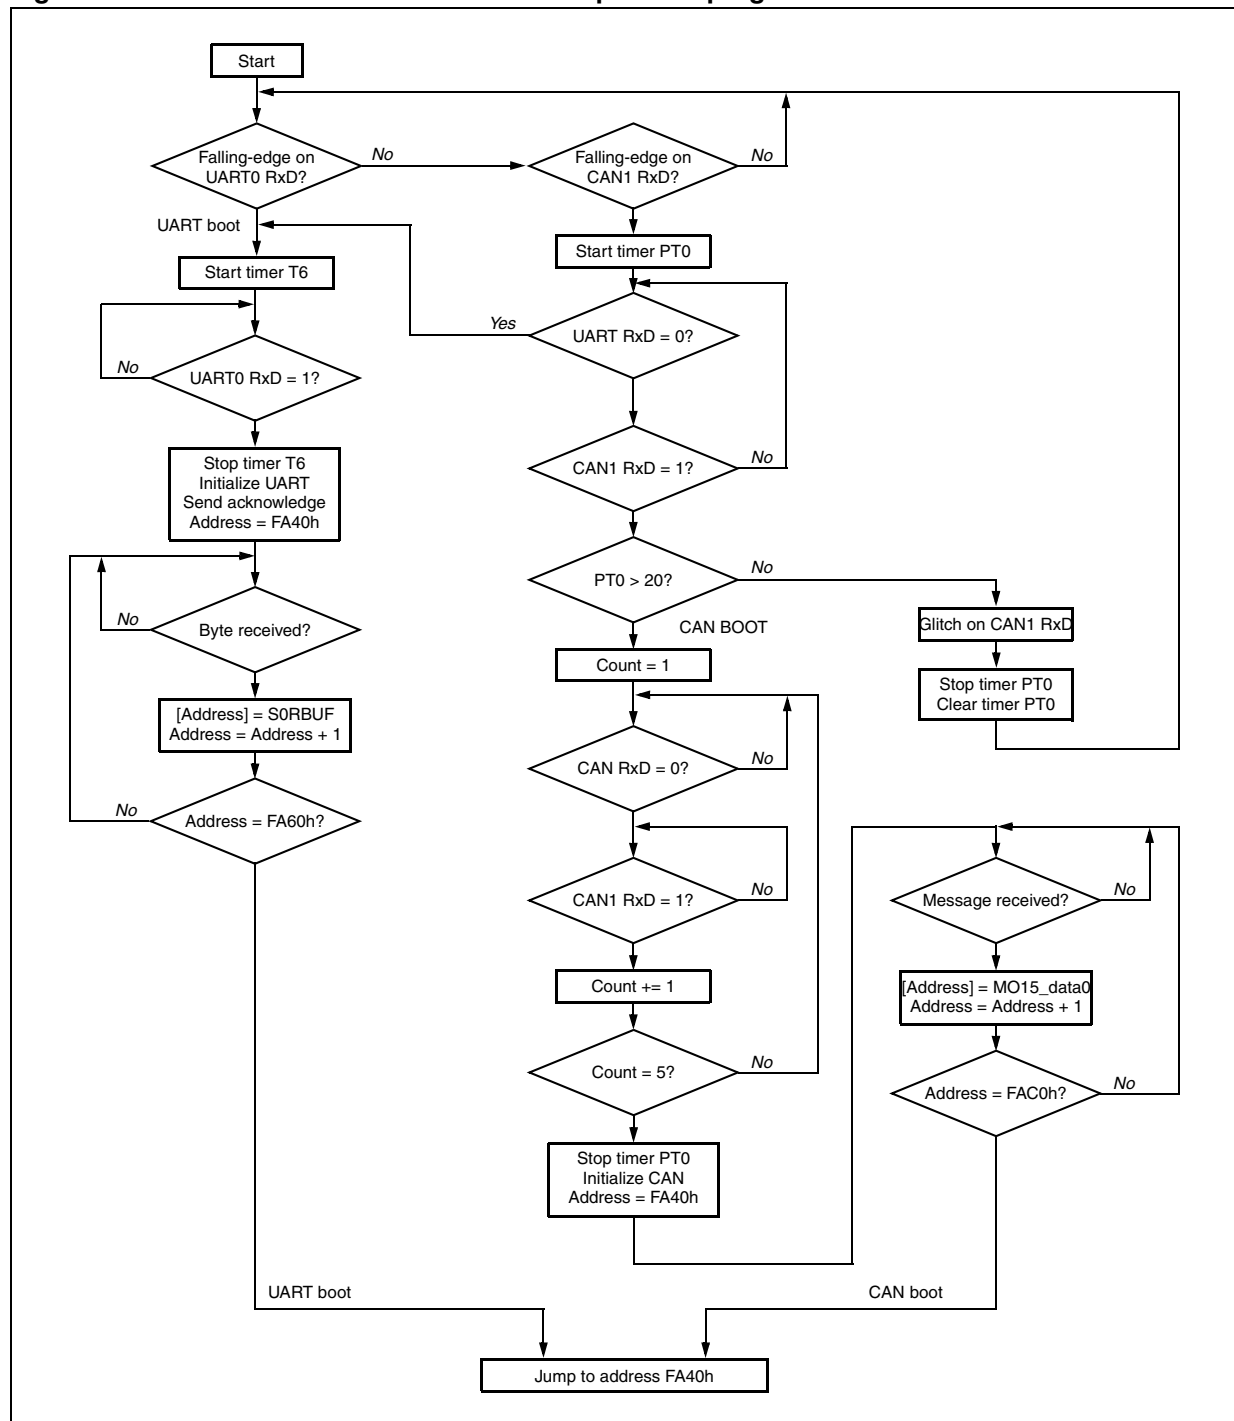 Start
Falling-edge on
UART0 RxD?
No
Falling-edge on
CAN1 RxD?
No
UART boot
Start timer PT0
Start timer T6
Yes
UART RxD = 0?
No
UART0 RxD = 1?
Stop timer T6
Initialize UART
Send acknowledge
Address = FA40h
CAN1 RxD = 1?
No
PT0 > 20?
No
No
Byte received?
CAN BOOT
Glitch on CAN1 RxD
Count = 1
Stop timer PT0
Clear timer PT0
[Address] = S0RBUF
Address = Address + 1
CAN RxD = 0?
No
No
Address = FA60h?
CAN1 RxD = 1?
No
Message received?
No
Count += 1
[Address] = MO15_data0
Address = Address + 1
Count = 5?
No
Address = FAC0h?
No
Stop timer PT0
Initialize CAN
Address = FA40h
UART boot
CAN boot
Jump to address FA40h